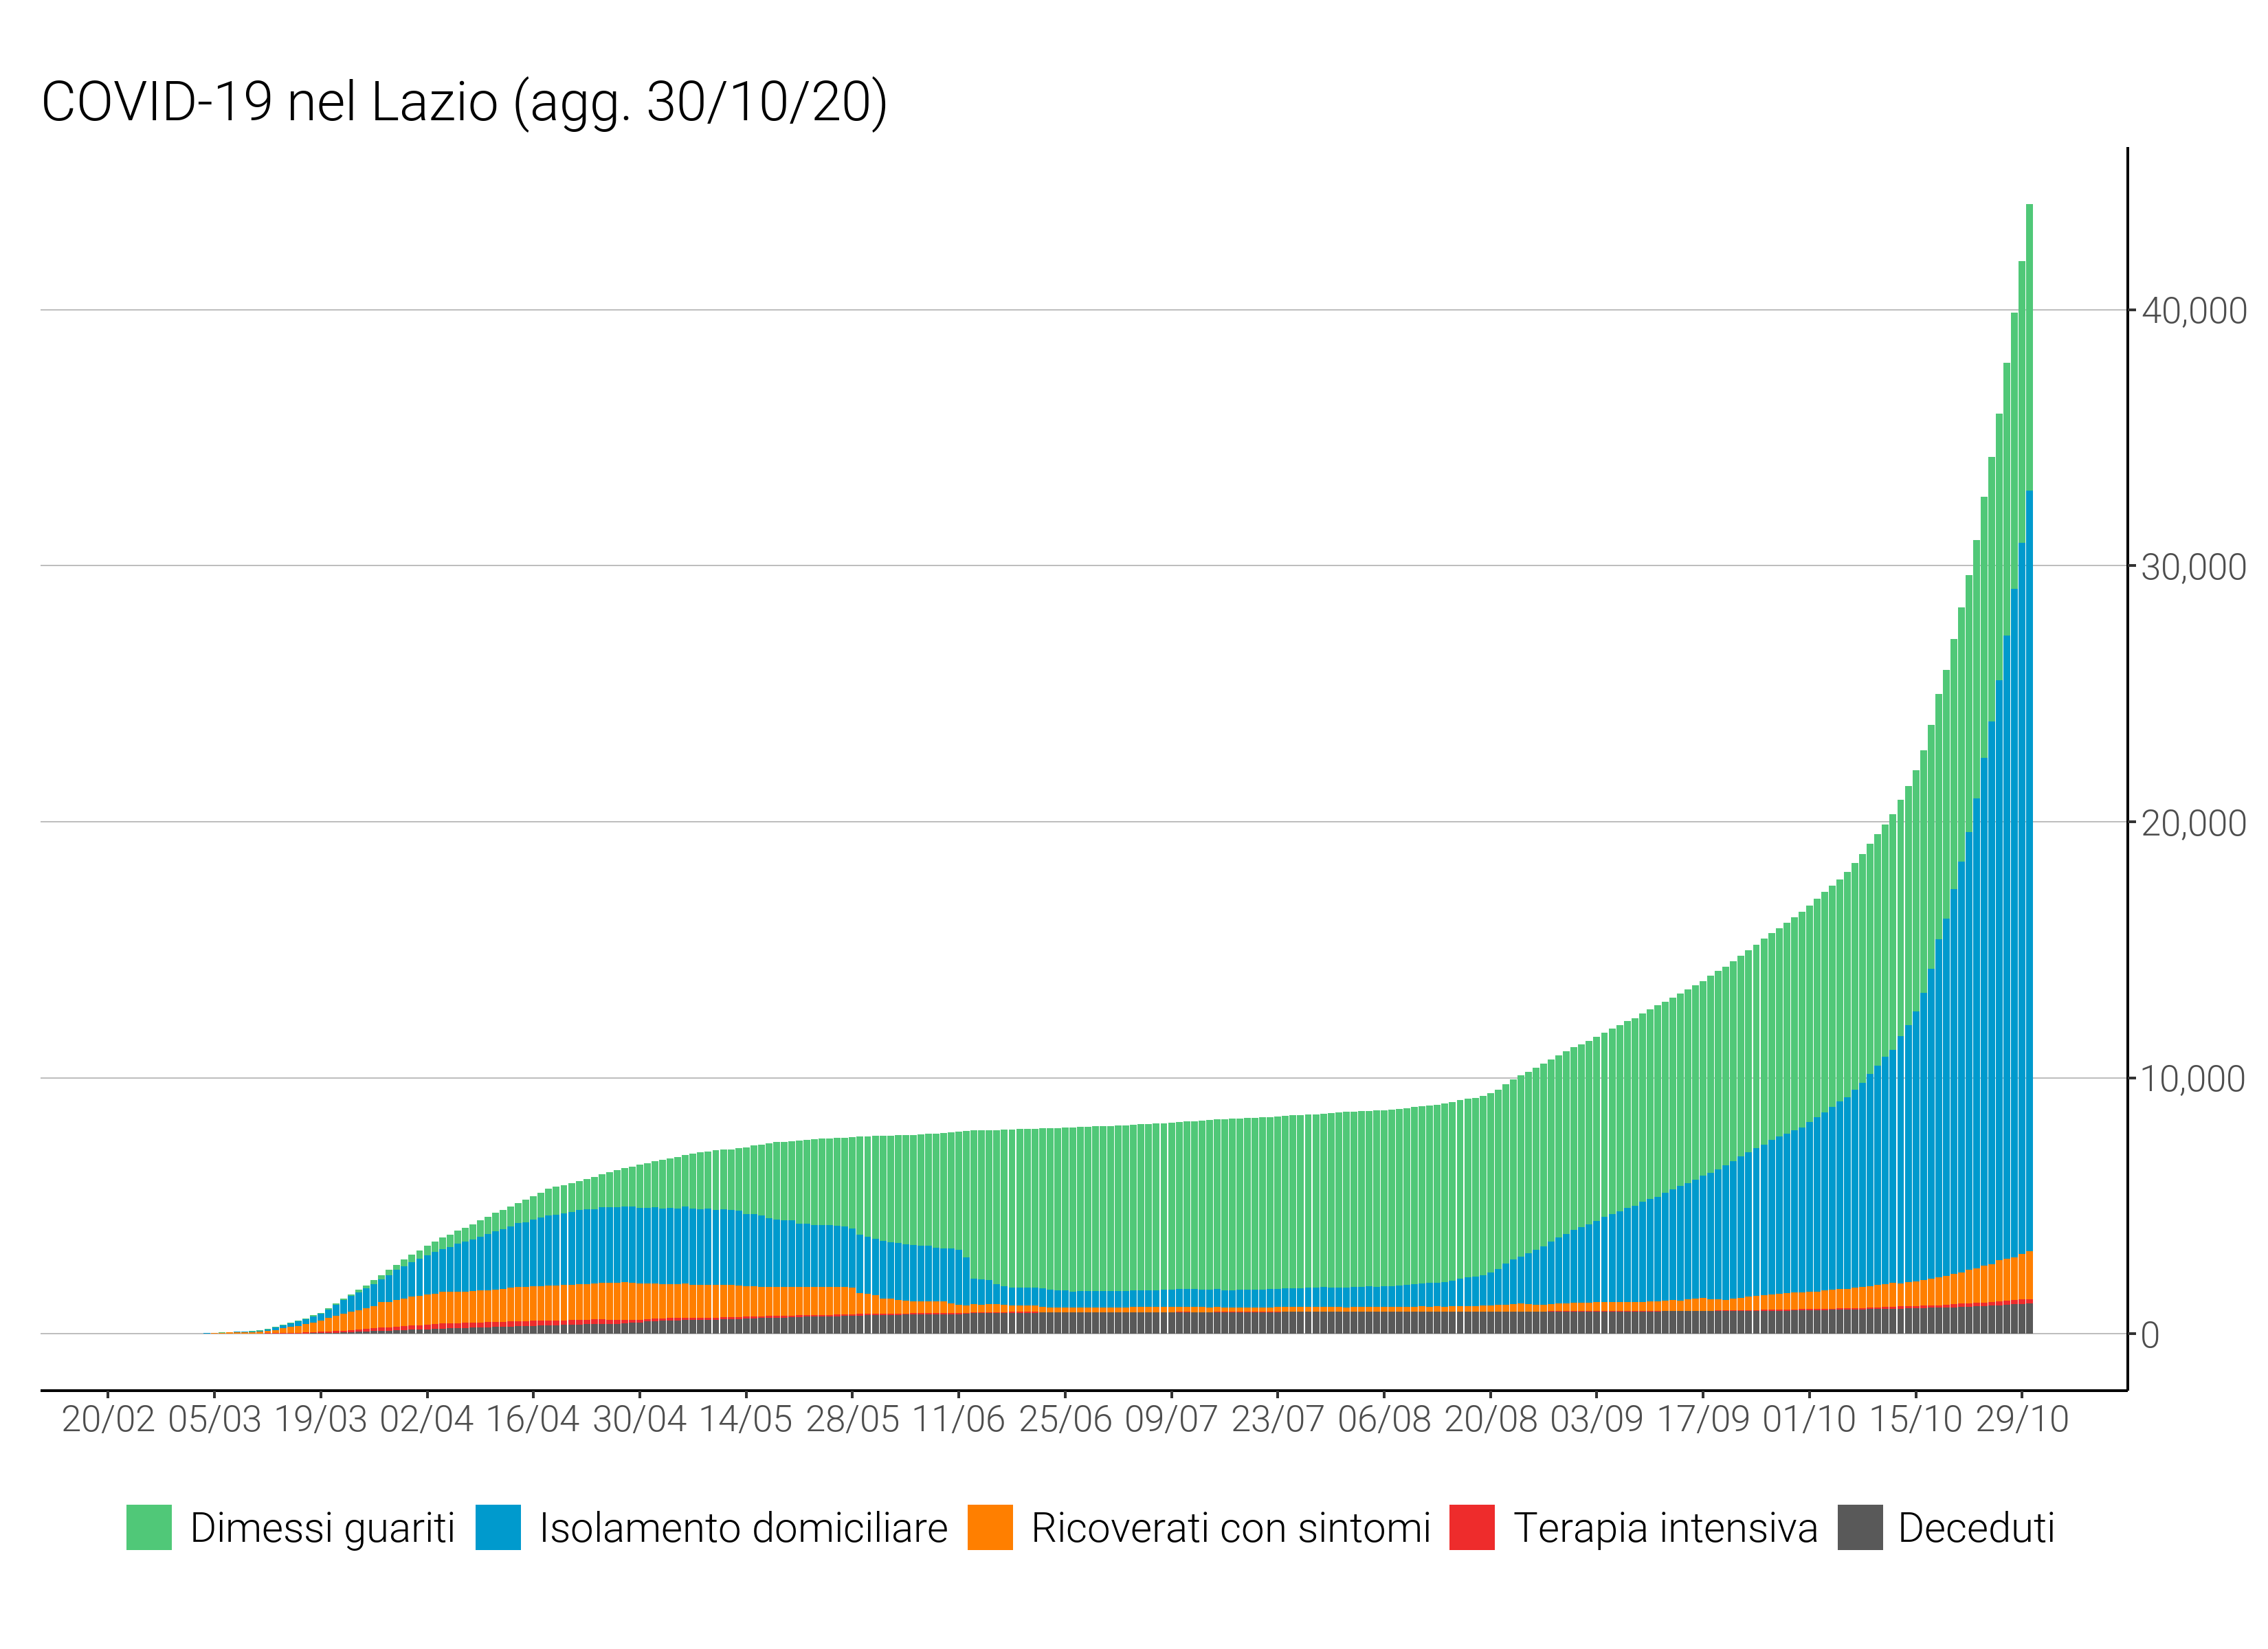 COVID-19 nel Lazio (agg. 30/10/20)
40,000
30,000
20,000
10,000
0
20/02 05/03 19/03 02/04 16/04 30/04 14/05 28/05 11/06 25/06 09/07 23/07 06/08 20/08 03/09 17/09 01/10 15/10 29/10
Dimessi guariti Isolamento domiciliare Ricoverati con sintomi Terapia intensiva Deceduti